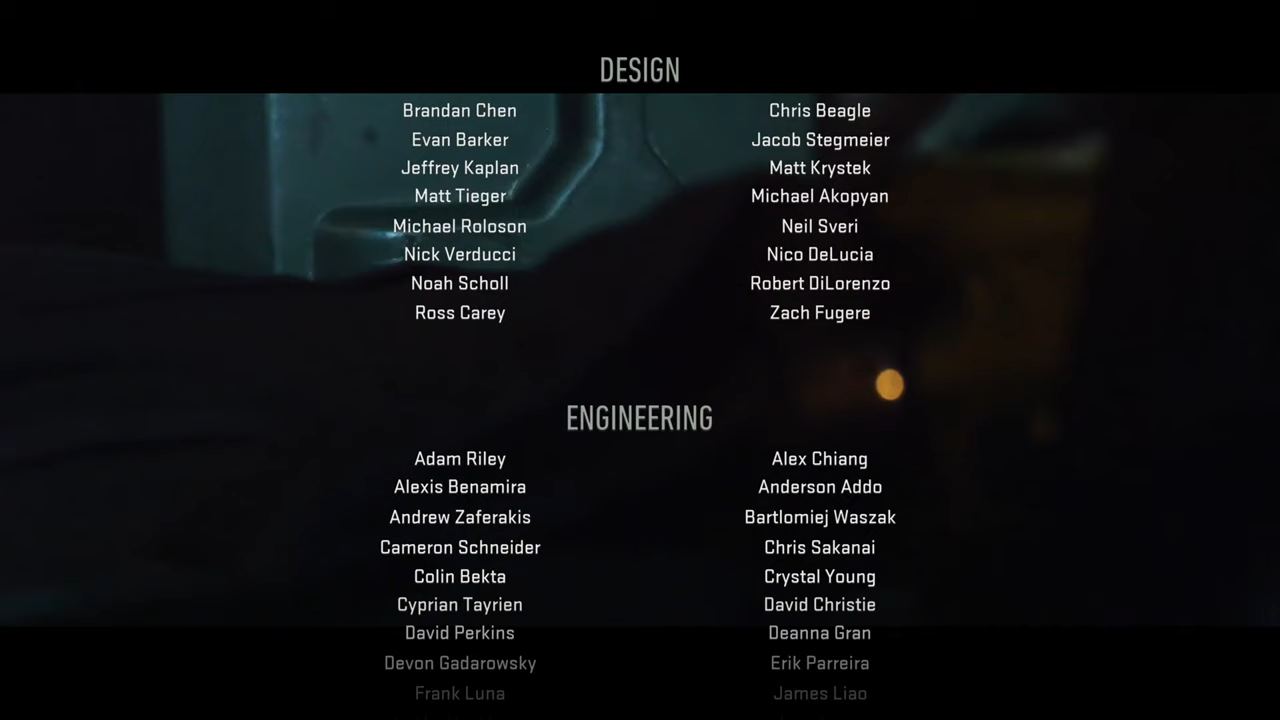 DESIGN
Brandan Chen Chris Beagle
Evan Barker Jacob Stegmeier
Jeffrey Kaplan Matt Krystek
Matt Tieger Michael Akopyan
Michael Roloson Neil Sveri
Nick Verducci Nico DeLucia
Noah Scholl Robert DiLorenzo
Ross Carey Zach Fugere
ENGINEERING
Adam Riley Alex Chiang
Alexis Benamira Anderson Addo
Andrew Zaferakis Bartlomiej Waszak
Cameron Schneider Chris Sakanai
Colin Bekta Crystal Young
Cyprian Tayrien David Christie
David Perkins Deanna Gran
Devon Gadarowsky Erik Parreira
Frank Luna James Liao